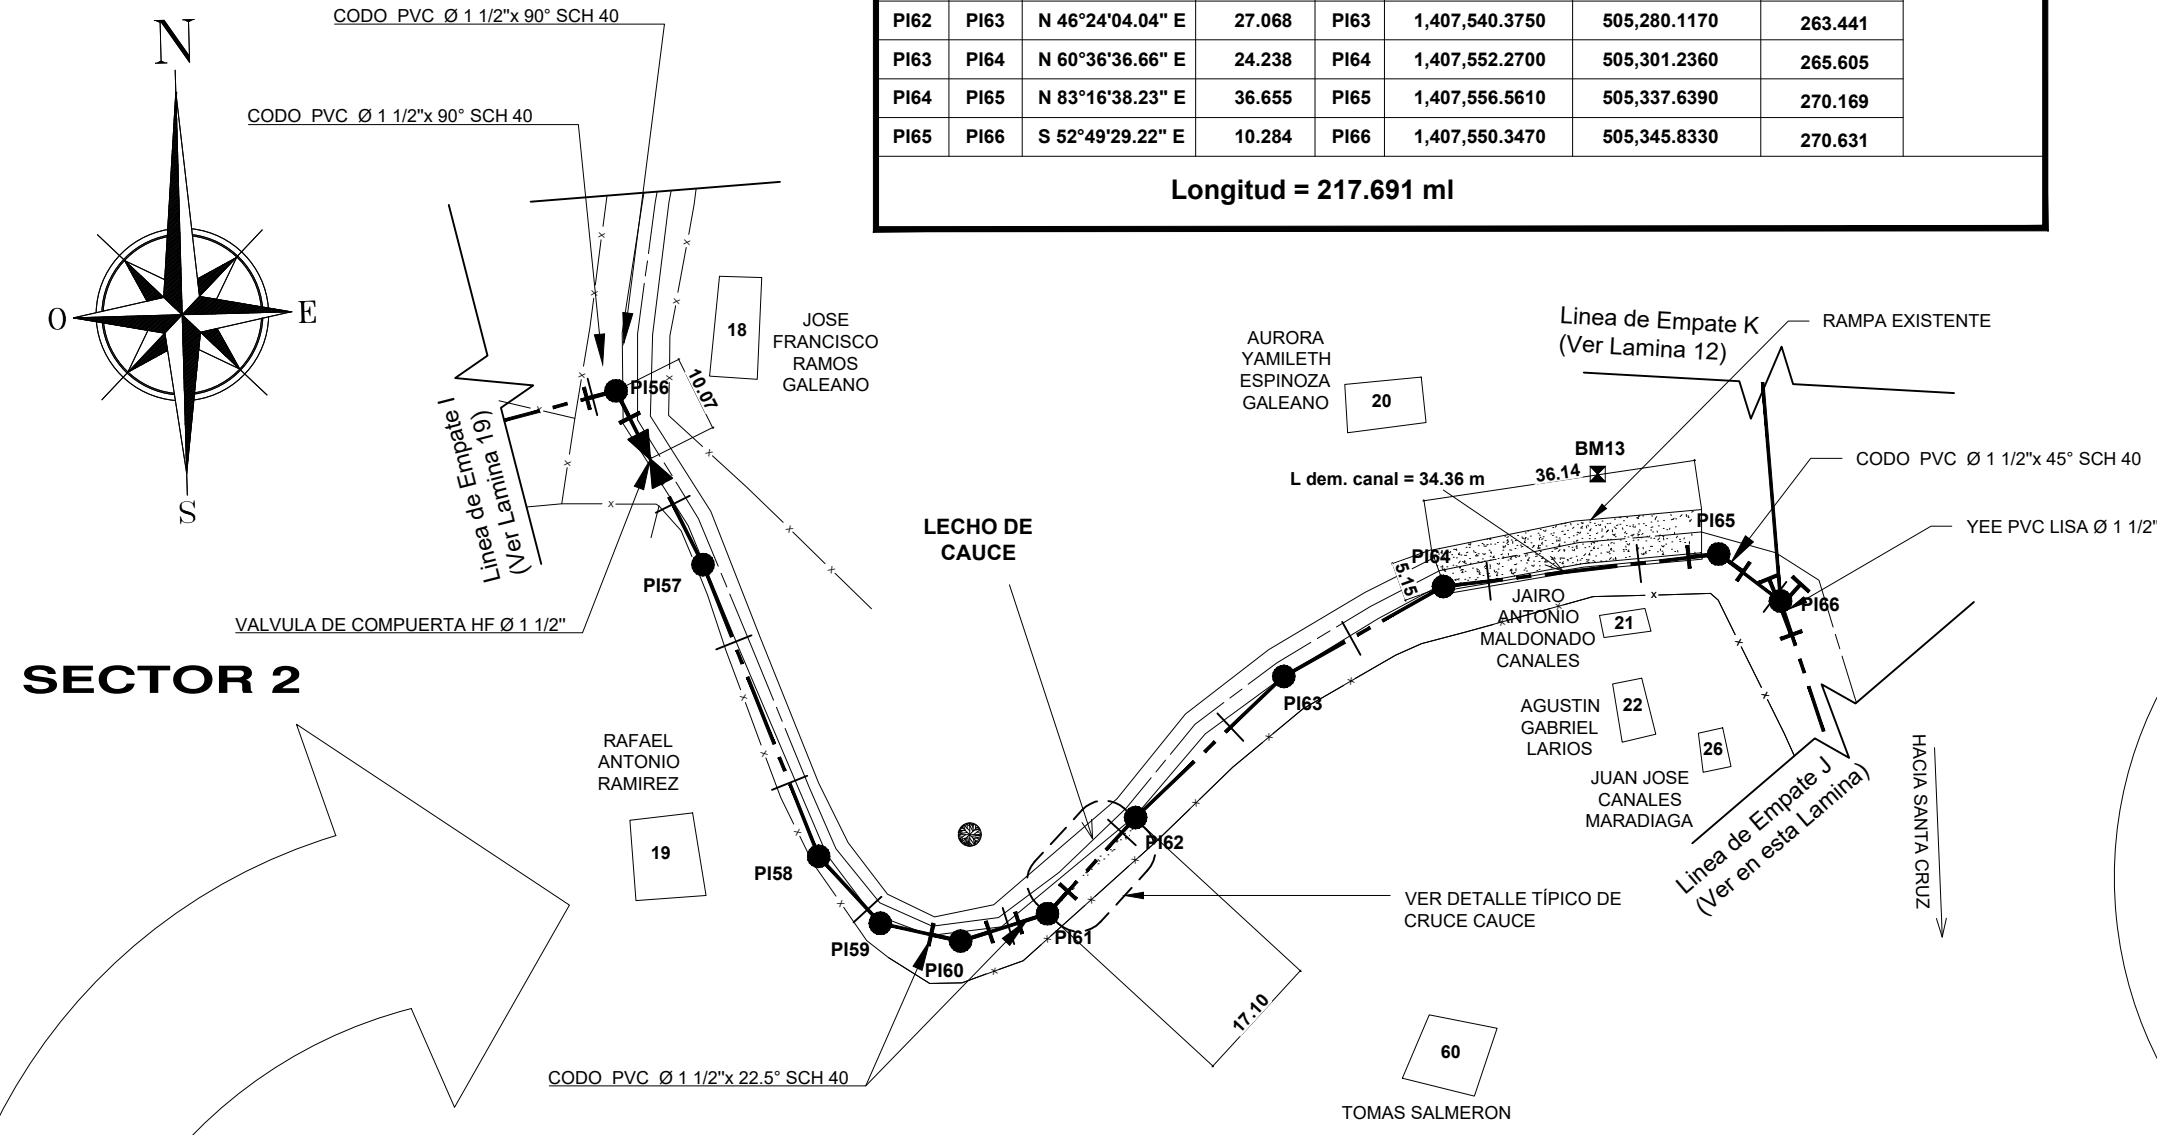 CODO PVC Ø 1 1/2"x 90° SCH 40
PI62 PI63 N 46°24'04.04" E 27.068 PI63 1,407,540.3750 505,280.1170 263.441
PI63 PI64 N 60°36'36.66" E 24.238 PI64 1,407,552.2700 505,301.2360 265.605
PI64 PI65 N 83°16'38.23" E 36.655 PI65 1,407,556.5610 505,337.6390 270.169
PI65 PI66 S 52°49'29.22" E 10.284 PI66 1,407,550.3470 505,345.8330 270.631
Longitud = 217.691 ml
N
O
E
S
CODO PVC Ø 1 1/2"x 90° SCH 40
18
JOSE
FRANCISCO
RAMOS
GALEANO
PI56
10.07
Linea de Empate I
(Ver Lamina 19)
PI57
VALVULA DE COMPUERTA HF Ø 1 1/2"
SECTOR 2
LECHO DE
CAUCE
AURORA
YAMILETH
ESPINOZA
GALEANO
20
Linea de Empate K
(Ver Lamina 12)
RAMPA EXISTENTE
BM13
36.14
L dem. canal = 34.36 m
CODO PVC Ø 1 1/2"x 45° SCH 40
YEE PVC LISA Ø 1 1/2"
PI65
PI64
5.15
PI66
JAIRO
ANTONIO
MALDONADO
CANALES
21
PI63
AGUSTIN
GABRIEL
LARIOS
22
26
JUAN JOSE
CANALES
MARADIAGA
Linea de Empate J
(Ver en esta Lamina)
HACIA SANTA CRUZ
RAFAEL
ANTONIO
RAMIREZ
19
PI58
PI59
PI60
PI61
PI62
VER DETALLE TÍPICO DE
CRUCE CAUCE
17.10
CODO PVC Ø 1 1/2"x 22.5° SCH 40
60
TOMAS SALMERON